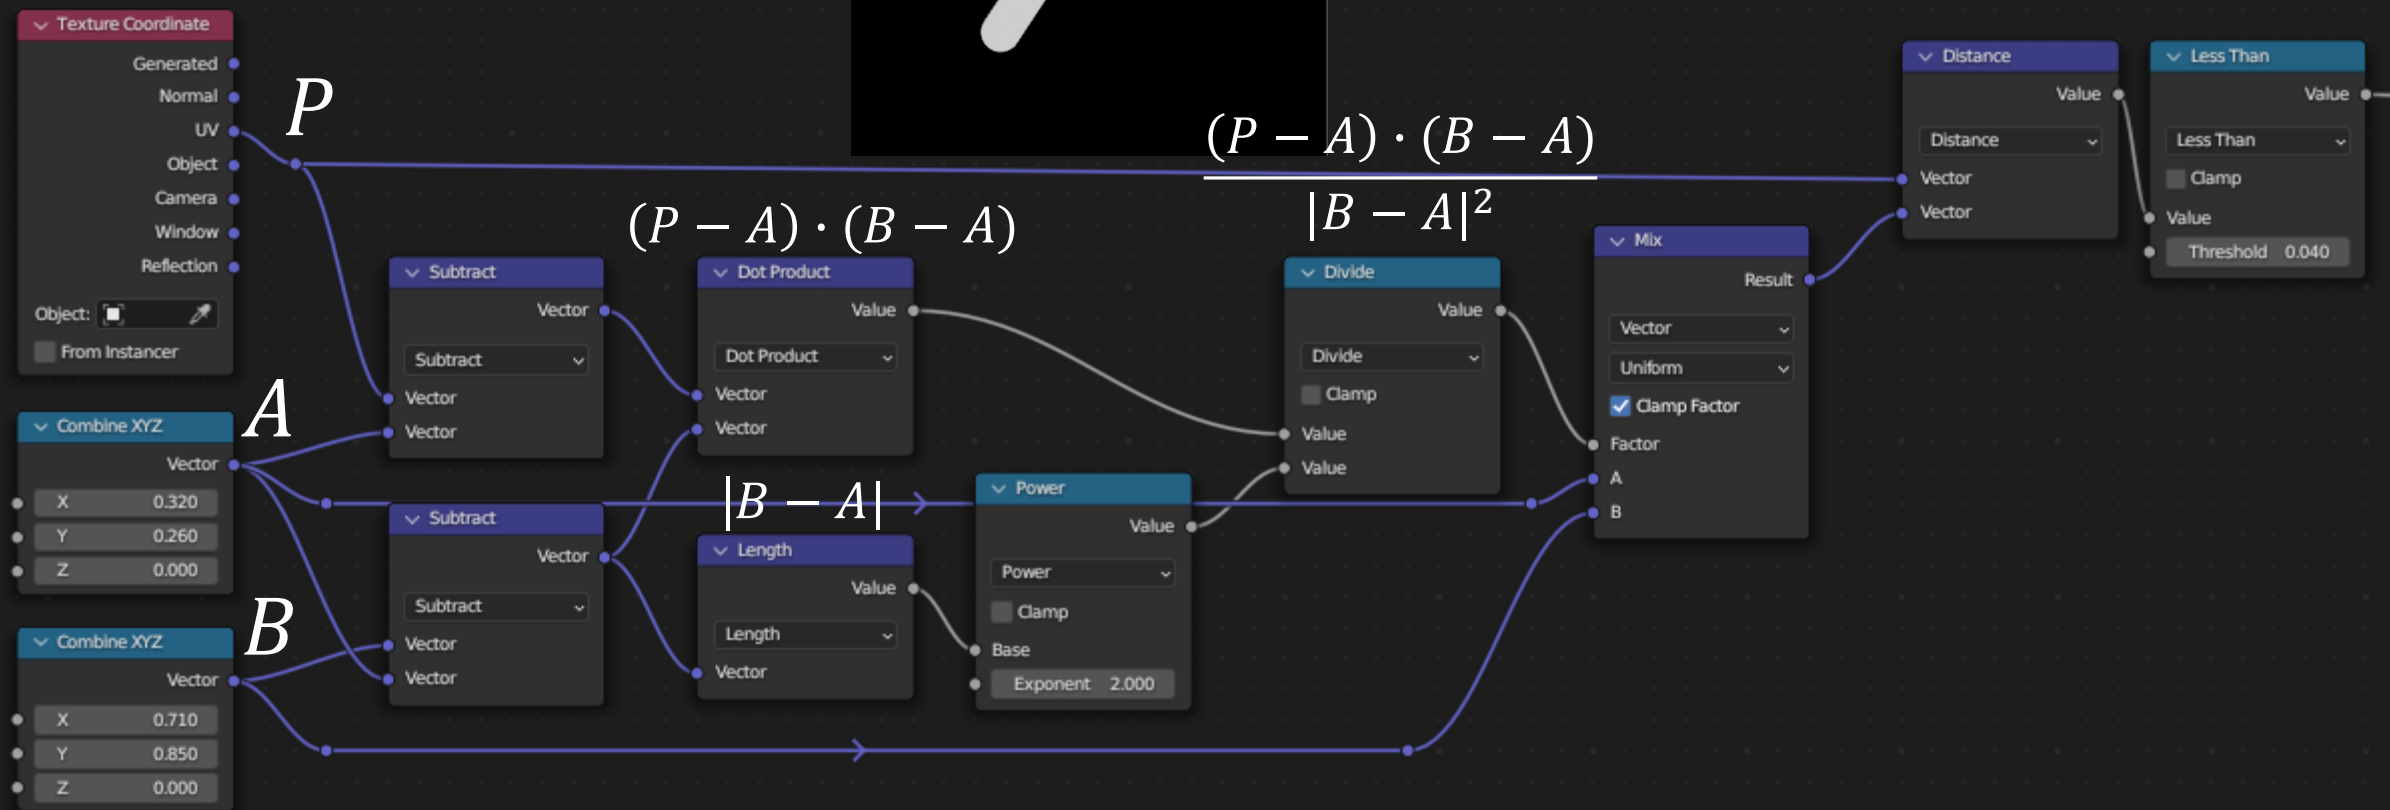 Texture Coordinate
Generated
Normal
UV
Object
Camera
Window
Reflection
Object:
From Instancer
P
A
Combine XYZ
Vector
X 0.320
Y 0.260
Z 0.000
B
Combine XYZ
Vector
X 0.710
Y 0.850
Z 0.000
Subtract
Vector
Subtract
Vector
Vector
Subtract
Vector
Subtract
Vector
Vector
(P − A) · (B − A)
Dot Product
Value
Dot Product
Vector
Vector
|B − A|
Length
Value
Length
Vector
Power
Value
Power
Clamp
Base
Exponent 2.000
(P − A) · (B − A)
|B − A|²
Divide
Value
Divide
Clamp
Value
Value
Mix
Result
Vector
Uniform
Clamp Factor
Factor
A
B
Distance
Value
Distance
Vector
Vector
Less Than
Value
Less Than
Clamp
Value
Threshold 0.040